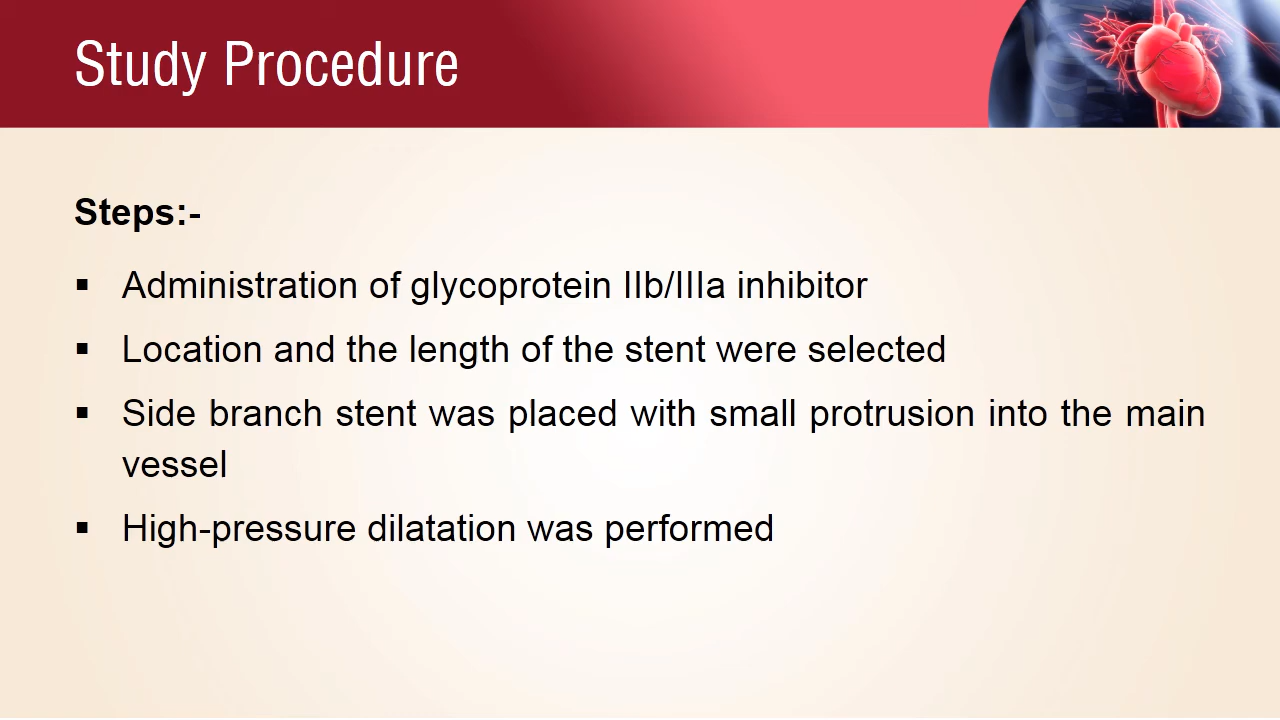 Study Procedure
Steps:-
▪ Administration of glycoprotein IIb/IIIa inhibitor
▪ Location and the length of the stent were selected
▪ Side branch stent was placed with small protrusion into the main
vessel
▪ High-pressure dilatation was performed